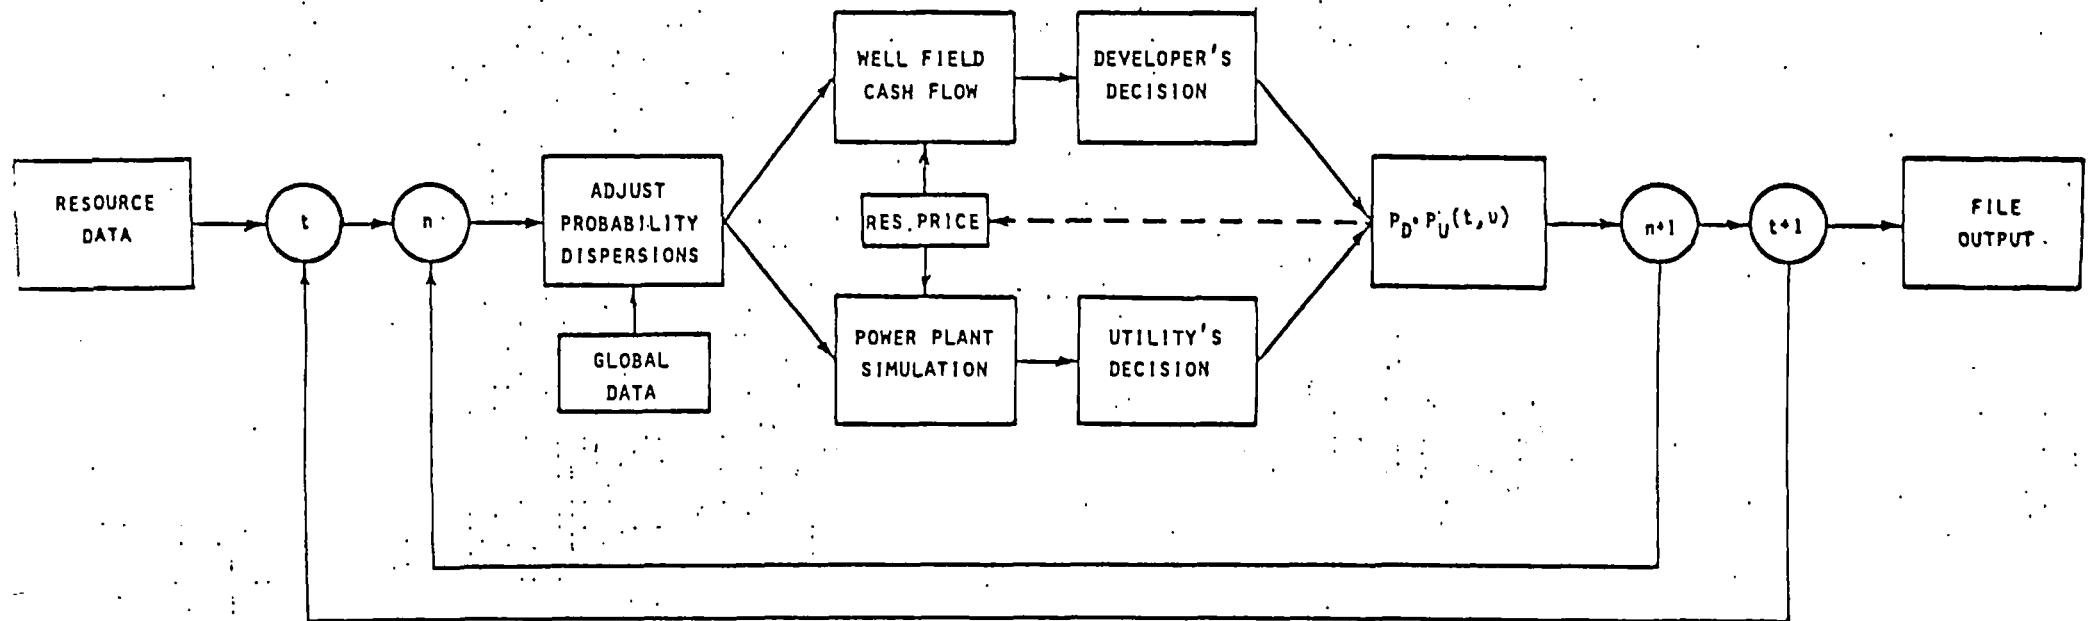 RESOURCE
DATA
t
n
ADJUST
PROBABILITY
DISPERSIONS
GLOBAL
DATA
WELL FIELD
CASH FLOW
DEVELOPER'S
DECISION
RES. PRICE
POWER PLANT
SIMULATION
UTILITY'S
DECISION
P_D·P_U(t,υ)
n+1
t+1
FILE
OUTPUT